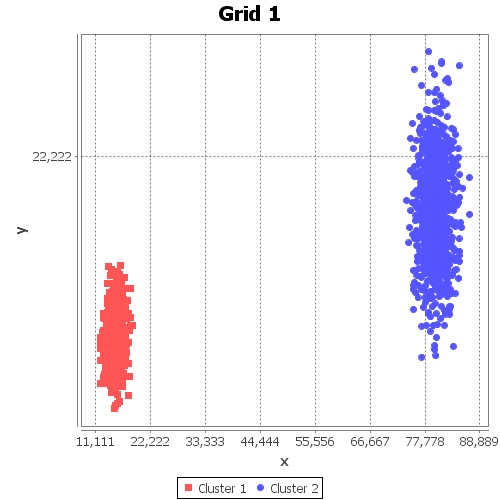 Grid 1
22,222
y
11,111 22,222 33,333 44,444 55,556 66,667 77,778 88,889
x
Cluster 1 Cluster 2